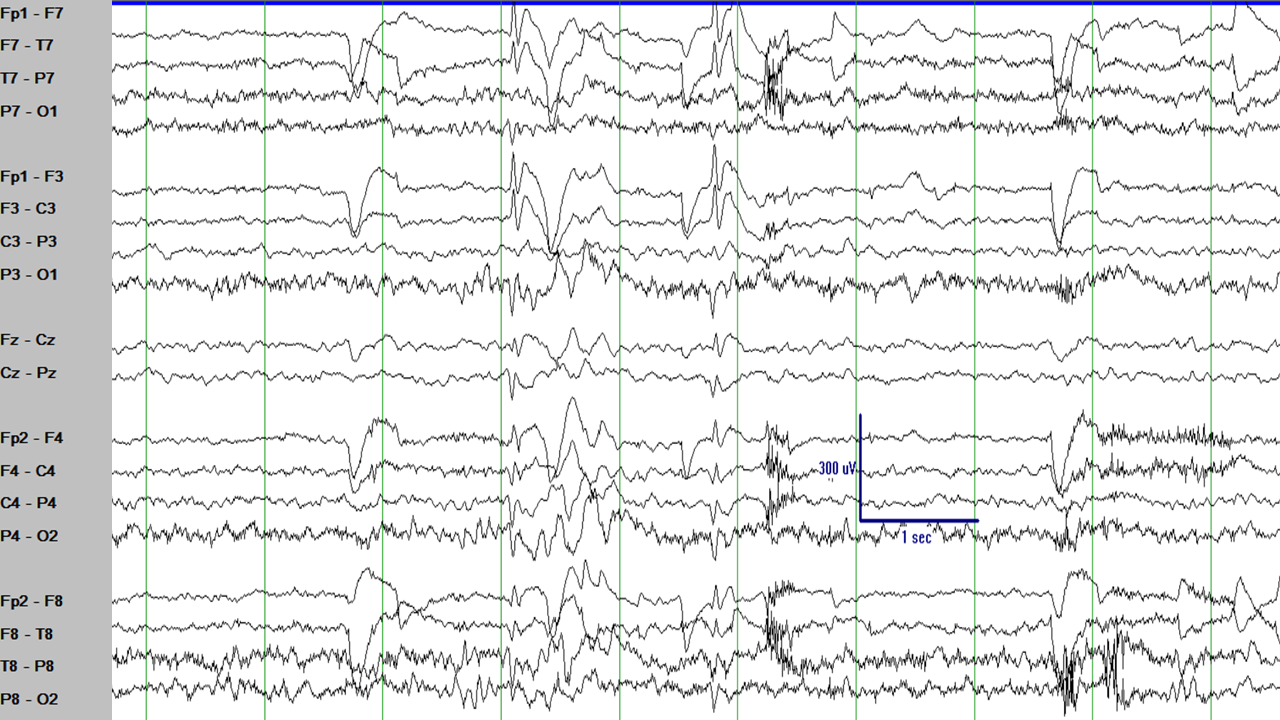 Fp1 - F7
F7 - T7
T7 - P7
P7 - O1
Fp1 - F3
F3 - C3
C3 - P3
P3 - O1
Fz - Cz
Cz - Pz
Fp2 - F4
F4 - C4
C4 - P4
P4 - O2
Fp2 - F8
F8 - T8
T8 - P8
P8 - O2
300 uV
1 sec